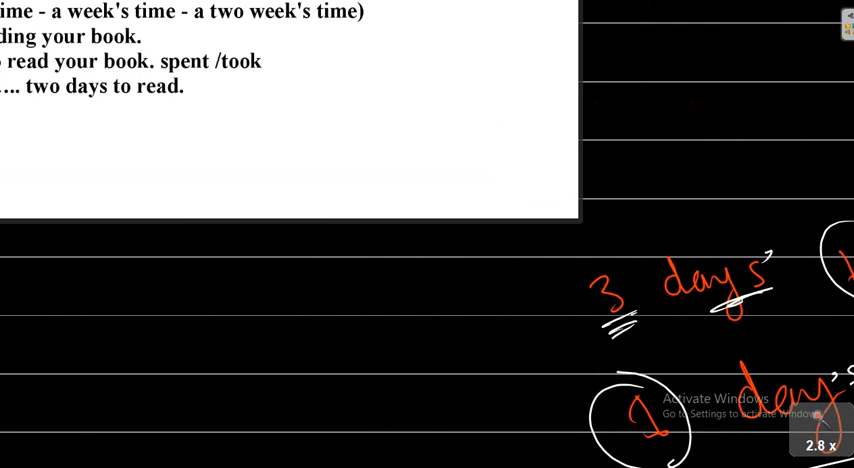 ime - a week's time - a two week's time)
ding your book.
read your book. spent /took
.... two days to read.
3 days'
1 day's
Activate Windows
Go to Settings to activate Windows.
2.8 x